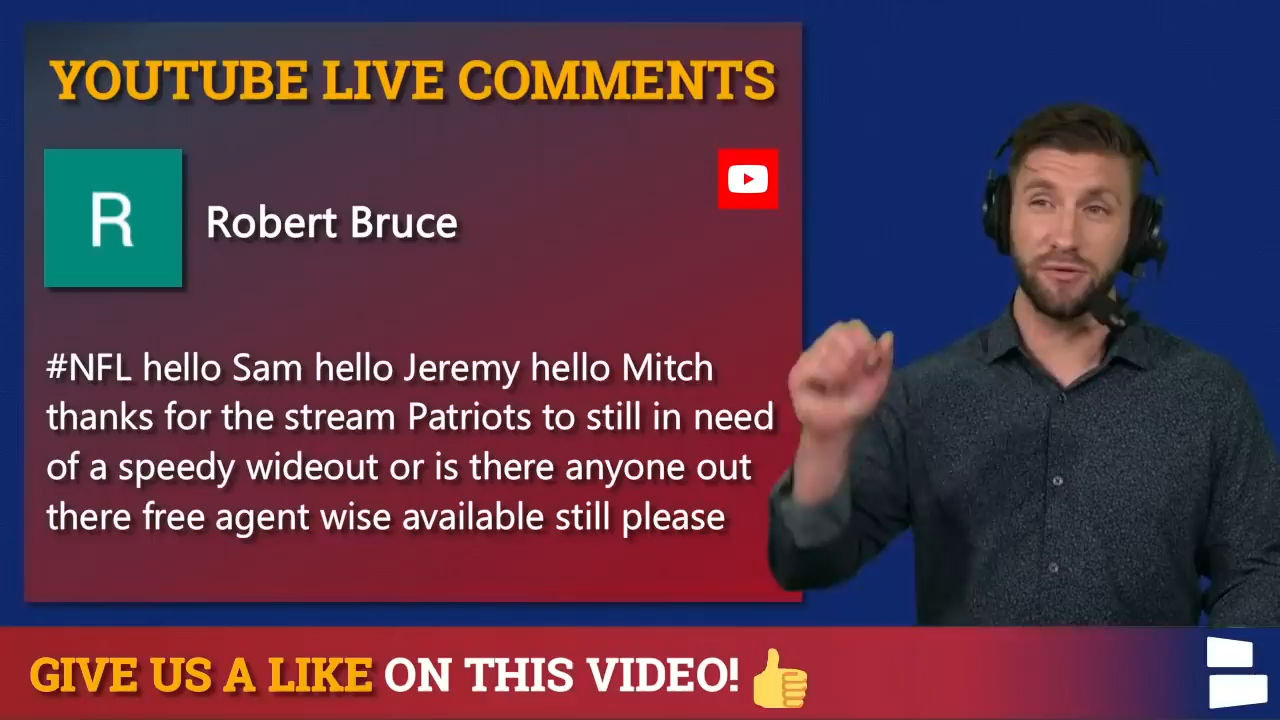 YOUTUBE LIVE COMMENTS
R
Robert Bruce
#NFL hello Sam hello Jeremy hello Mitch
thanks for the stream Patriots to still in need
of a speedy wideout or is there anyone out
there free agent wise available still please
GIVE US A LIKE ON THIS VIDEO!